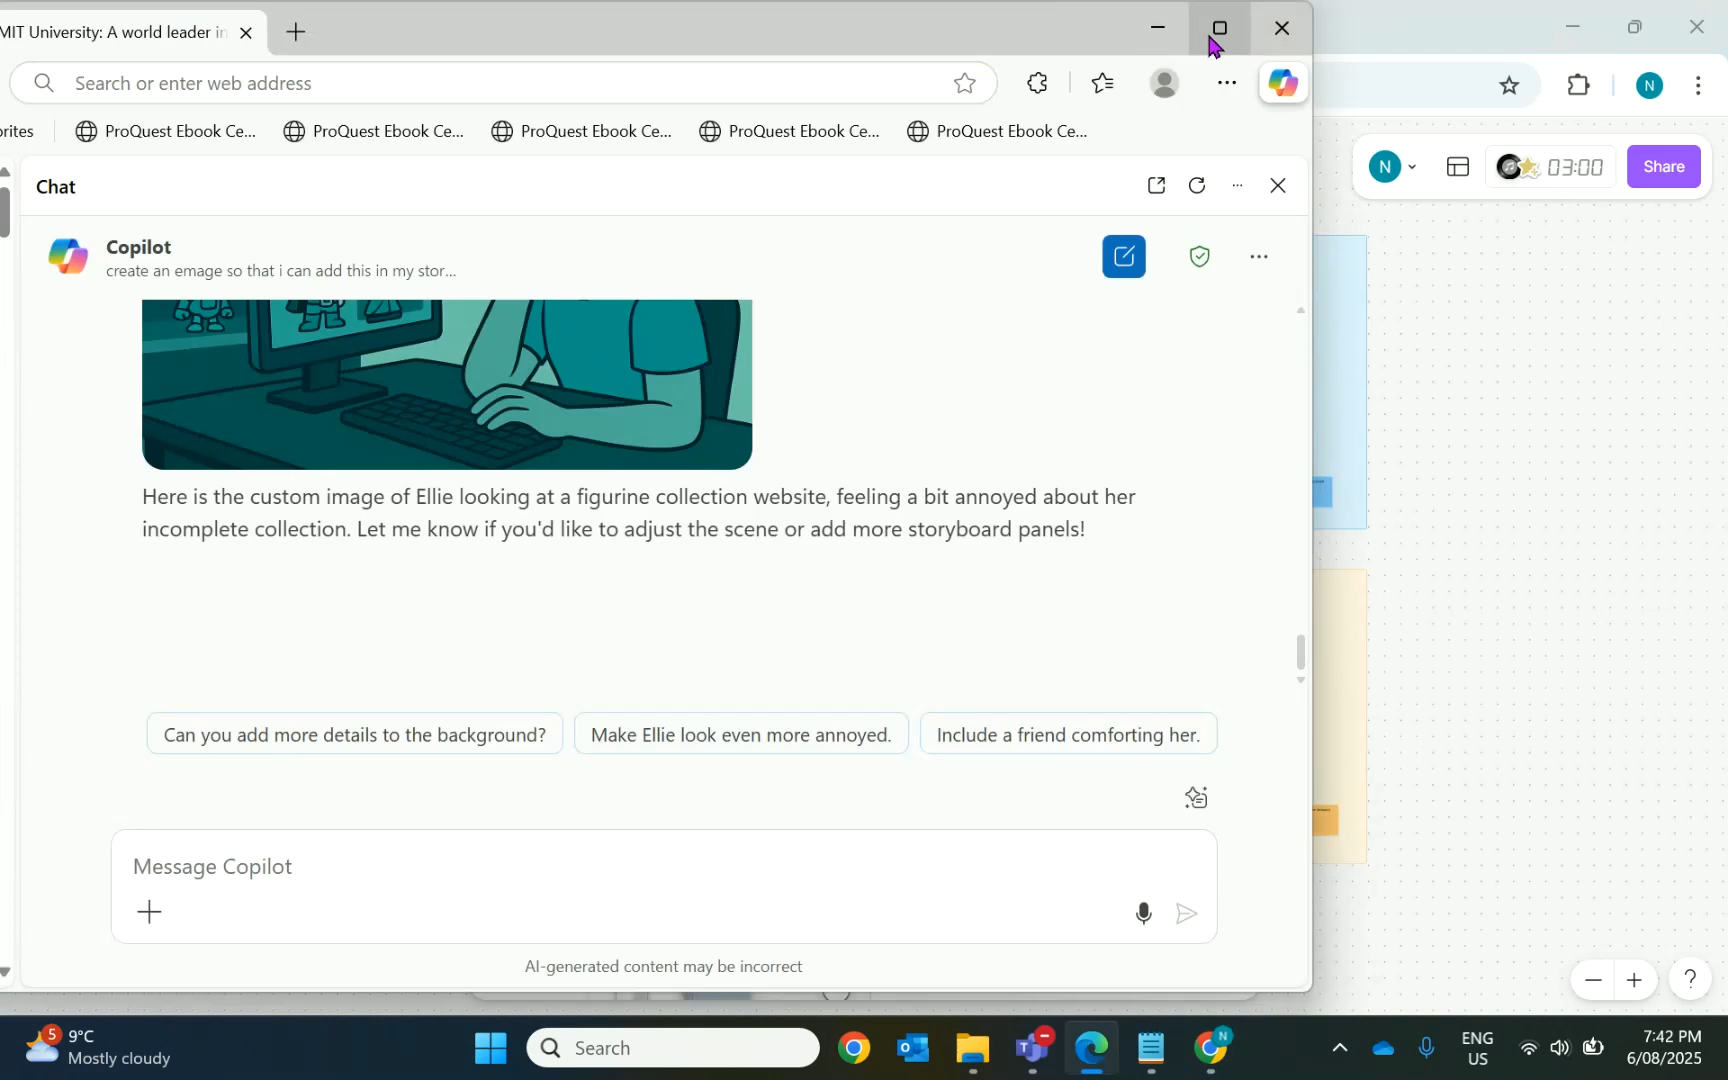 MIT University: A world leader in
Search or enter web address
N
rites
ProQuest Ebook Ce...
ProQuest Ebook Ce...
ProQuest Ebook Ce...
ProQuest Ebook Ce...
ProQuest Ebook Ce...
N
03:00
Share
Chat
Copilot
create an emage so that i can add this in my stor...
Here is the custom image of Ellie looking at a figurine collection website, feeling a bit annoyed about her
incomplete collection. Let me know if you'd like to adjust the scene or add more storyboard panels!
Can you add more details to the background?
Make Ellie look even more annoyed.
Include a friend comforting her.
Message Copilot
AI-generated content may be incorrect
5
9°C
Mostly cloudy
Search
N
ENG
US
7:42 PM
6/08/2025